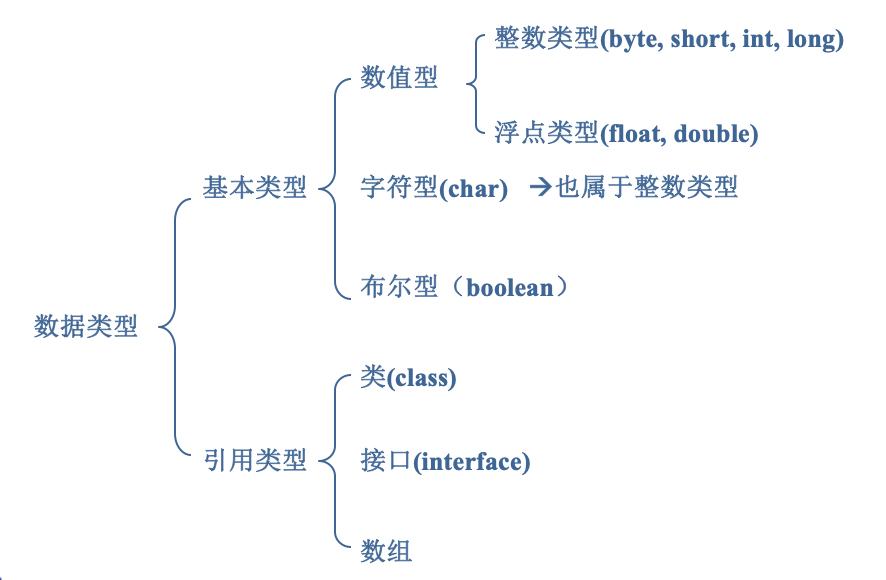 整数类型(byte, short, int, long)
数值型
浮点类型(float, double)
基本类型
字符型(char) →也属于整数类型
布尔型（boolean）
数据类型
类(class)
引用类型
接口(interface)
数组